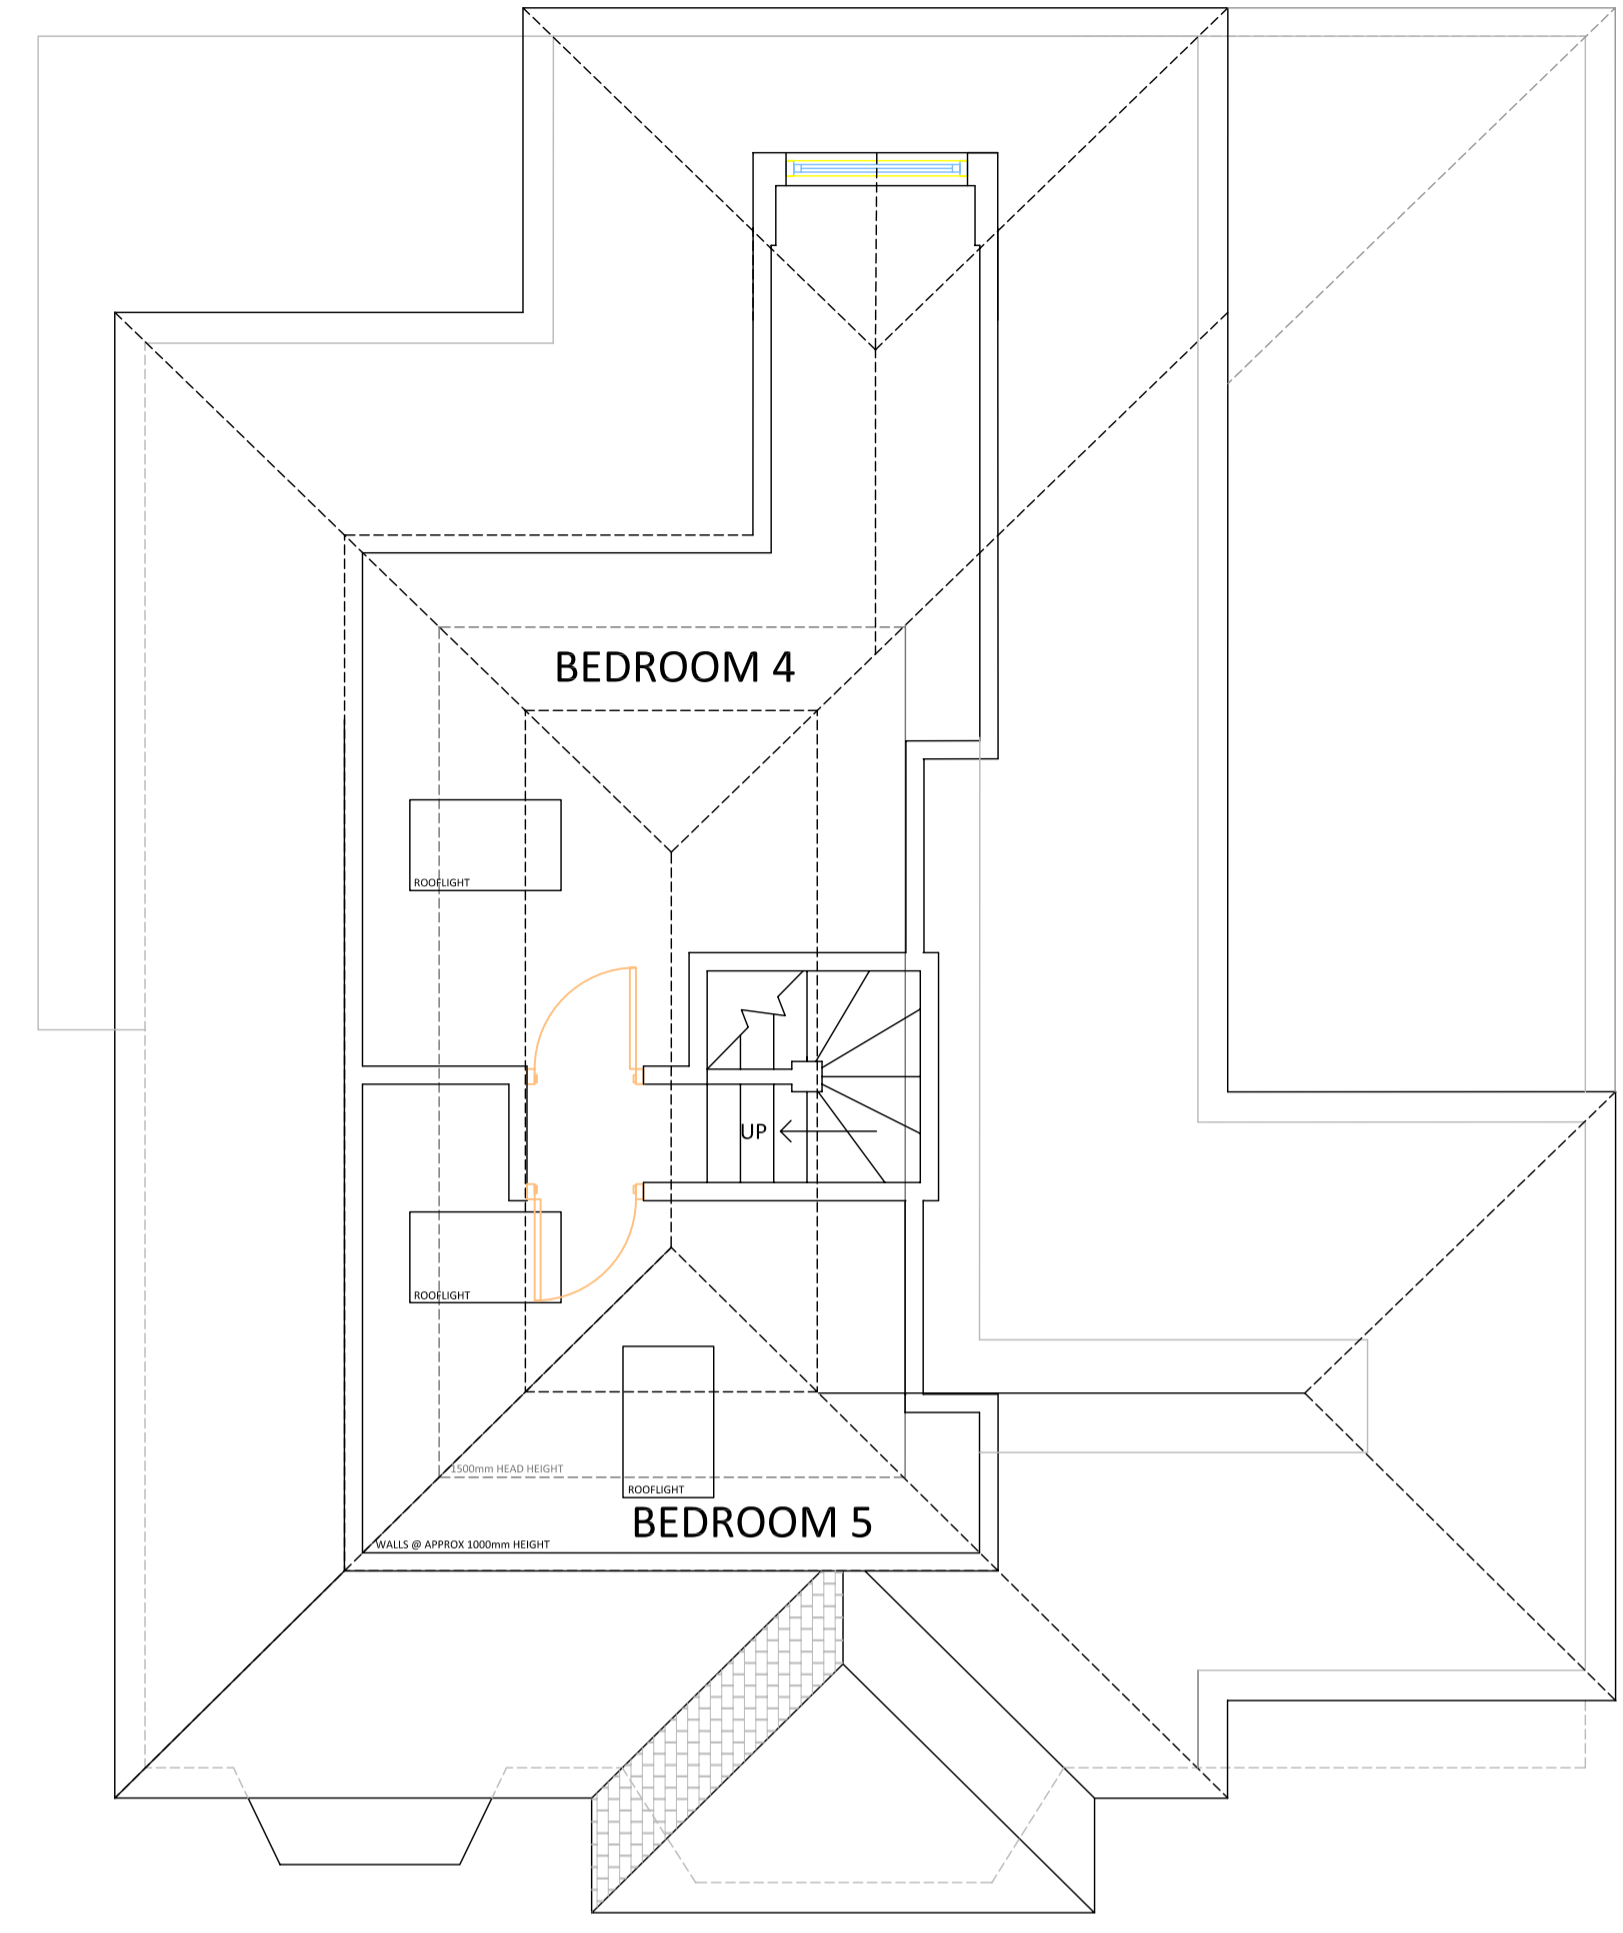 BEDROOM 4
ROOFLIGHT
UP
ROOFLIGHT
1500mm HEAD HEIGHT
ROOFLIGHT
BEDROOM 5
WALLS @ APPROX 1000mm HEIGHT